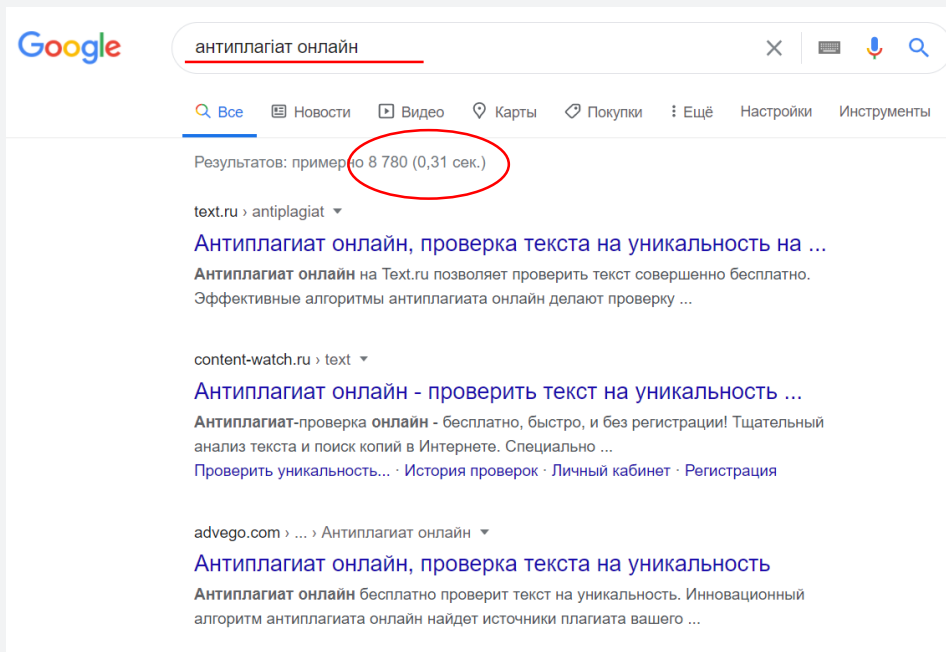 Google
антиплагіат онлайн
Все Новости Видео Карты Покупки Ещё Настройки Инструменты
Результатов: примерно 8 780 (0,31 сек.)
text.ru › antiplagiat
Антиплагиат онлайн, проверка текста на уникальность на ...
Антиплагиат онлайн на Text.ru позволяет проверить текст совершенно бесплатно.
Эффективные алгоритмы антиплагиата онлайн делают проверку ...
content-watch.ru › text
Антиплагиат онлайн - проверить текст на уникальность ...
Антиплагиат-проверка онлайн - бесплатно, быстро, и без регистрации! Тщательный
анализ текста и поиск копий в Интернете. Специально ...
Проверить уникальность... · История проверок · Личный кабинет · Регистрация
advego.com › ... › Антиплагиат онлайн
Антиплагиат онлайн, проверка текста на уникальность
Антиплагиат онлайн бесплатно проверит текст на уникальность. Инновационный
алгоритм антиплагиата онлайн найдет источники плагиата вашего ...